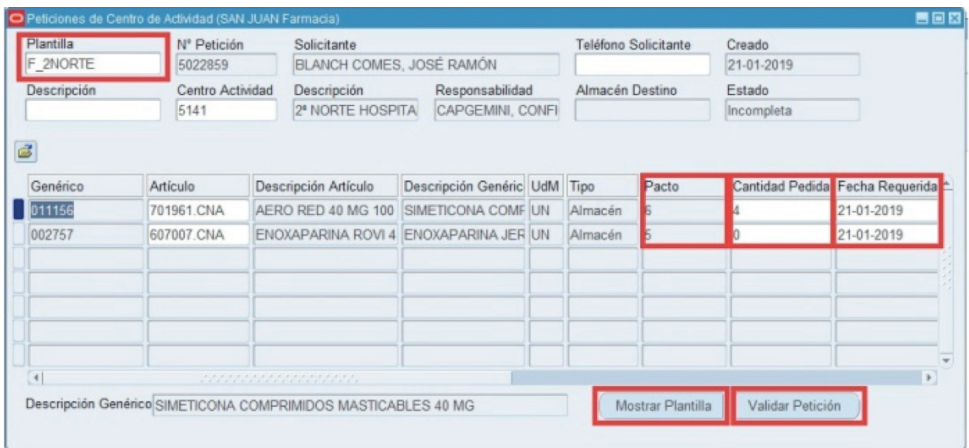 Peticiones de Centro de Actividad (SAN JUAN Farmacia)
Plantilla Nº Petición Solicitante Teléfono Solicitante Creado
F_2NORTE 5022859 BLANCH COMES, JOSÉ RAMÓN 21-01-2019
Descripción Centro Actividad Descripción Responsabilidad Almacén Destino Estado
5141 2ª NORTE HOSPITA CAPGEMINI, CONFI Incompleta
Genérico Artículo Descripción Artículo Descripción Genéric UdM Tipo Pacto Cantidad Pedida Fecha Requerida
011156 701961.CNA AERO RED 40 MG 100 SIMETICONA COMF UN Almacén 6 4 21-01-2019
002757 607007.CNA ENOXAPARINA ROVI 4 ENOXAPARINA JER UN Almacén 5 0 21-01-2019
Descripción Genérico SIMETICONA COMPRIMIDOS MASTICABLES 40 MG Mostrar Plantilla Validar Petición